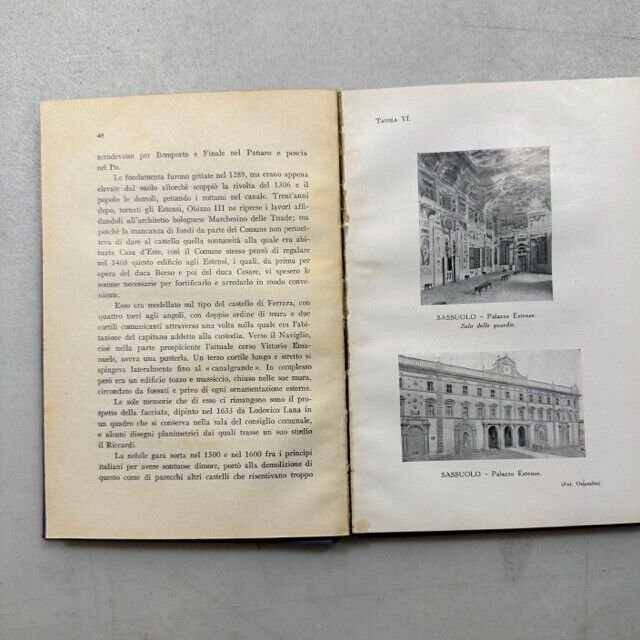 48
scendevano per Bomporto e Finale nel Panaro e poscia
nel Po.
Le fondamenta furono gettate nel 1289, ma erano appena
elevate dal suolo allorchè scoppiò la rivolta del 1306 e il
popolo le demolì, gettando i rottami nel canale. Trent'anni
dopo, tornati gli Estensi, Obizzo III ne riprese i lavori affi-
dandoli all'architetto bolognese Marchesino delle Tuade; ma
poichè la mancanza di fondi da parte del Comune non permet-
teva di dare al castello quella sontuosità alla quale era abi-
tuata Casa d'Este, così il Comune stesso pensò di regalare
nel 1468 questo edificio agli Estensi, i quali, da prima per
opera del duca Borso e poi del duca Cesare, vi spesero le
somme necessarie per fortificarlo e arredarlo in modo conve-
niente.
Esso era modellato sul tipo del castello di Ferrara, con
quattro torri agli angoli, con doppio ordine di mura e due
cortili comunicanti attraverso una volta sulla quale era l'abi-
tazione del capitano addetto alla custodia. Verso il Naviglio,
cioè nella parte prospiciente l'attuale corso Vittorio Ema-
nuele, aveva una pusterla. Un terzo cortile lungo e stretto si
spingeva lateralmente fino al « canalgrande ». In complesso
però era un edificio tozzo e massiccio, chiuso nelle sue mura,
circondato da fossati e privo di ogni ornamentazione esterna.
Le sole memorie che di esso ci rimangono sono il pro-
spetto della facciata, dipinto nel 1633 da Lodovico Lana in
un quadro che si conserva nella sala del consiglio comunale,
e alcuni disegni planimetrici dai quali trasse un suo studio
il Riccardi.
La nobile gara sorta nel 1500 e nel 1600 fra i principi
italiani per avere sontuose dimore, portò alla demolizione di
questo come di parecchi altri castelli che risentivano troppo
Tavola VI.
SASSUOLO – Palazzo Estense.
Sala delle guardie.
SASSUOLO – Palazzo Estense.
(Fot. Orlandini)